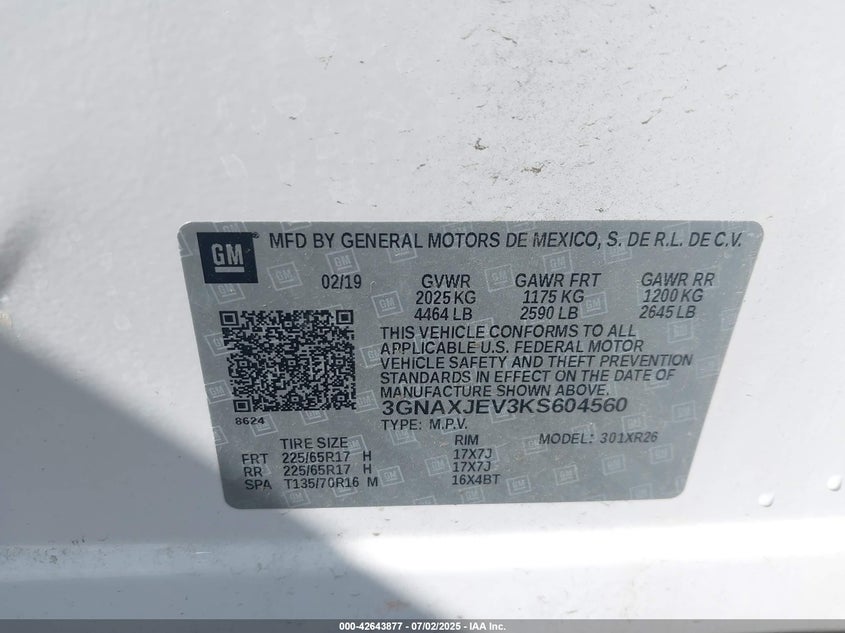 GM
MFD BY GENERAL MOTORS DE MEXICO, S. DE R.L. DE C.V.
02/19 GVWR GAWR FRT GAWR RR
2025 KG 1175 KG 1200 KG
4464 LB 2590 LB 2645 LB
THIS VEHICLE CONFORMS TO ALL
APPLICABLE U.S. FEDERAL MOTOR
VEHICLE SAFETY AND THEFT PREVENTION
STANDARDS IN EFFECT ON THE DATE OF
MANUFACTURE SHOWN ABOVE.
8624 3GNAXJEV3KS604560
TYPE: M.P.V.
TIRE SIZE RIM MODEL: 301XR26
FRT 225/65R17 H 17X7J
RR 225/65R17 H 17X7J
SPA T135/70R16 M 16X4BT
000-42643877 - 07/02/2025 - IAA Inc.